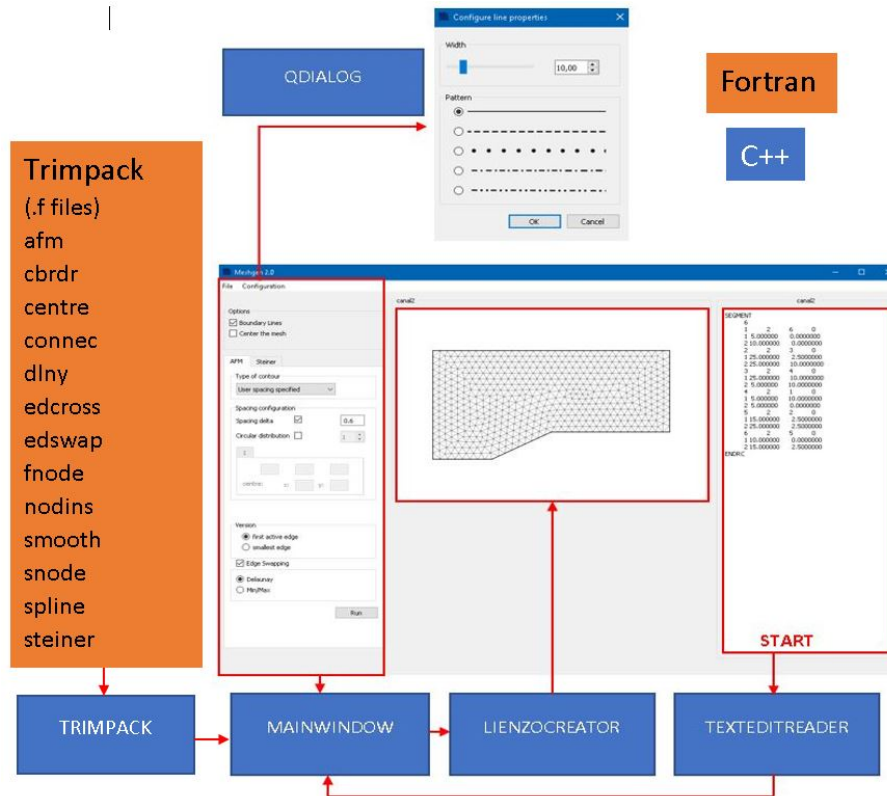 QDIALOG
Configure line properties
Width
10,00
Pattern
OK Cancel
Fortran
C++
Trimpack
(.f files)
afm
cbrdr
centre
connec
dlny
edcross
edswap
fnode
nodins
smooth
snode
spline
steiner
Meshgen 2.0
File Configuration
Options
Boundary Lines
Center the mesh
AFM Steiner
Type of contour
User spacing specified
Spacing configuration
Spacing delta 0.6
Circular distribution 1
1
centre: x: y:
Version
first active edge
smallest edge
Edge Swapping
Delaunay
Min/Max
Run
canal2
canal2
SEGMENT
6
1 2 6 0
1 5.000000 0.0000000
2 10.000000 0.0000000
2 2 3 0
1 25.000000 2.5000000
2 25.000000 10.0000000
3 2 4 0
1 25.000000 10.0000000
2 5.000000 10.0000000
4 2 1 0
1 5.000000 10.0000000
2 5.000000 0.0000000
5 2 2 0
1 15.000000 2.5000000
2 25.000000 2.5000000
6 2 5 0
1 10.000000 0.0000000
2 15.000000 2.5000000
ENDRC
START
TRIMPACK
MAINWINDOW
LIENZOCREATOR
TEXTEDITREADER